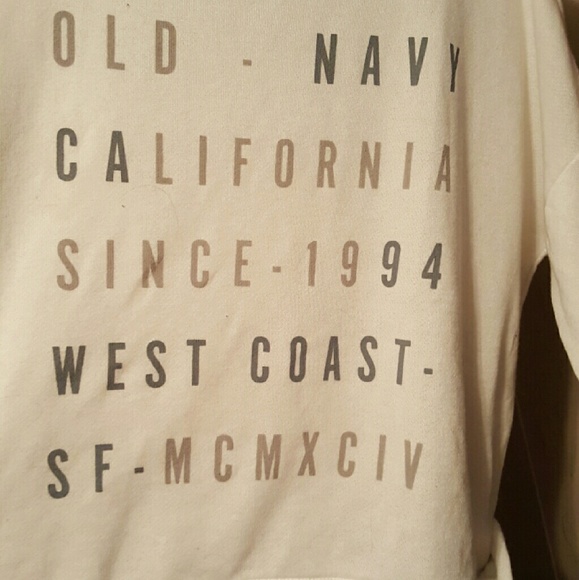 OLD - NAVY
CALIFORNIA
SINCE-1994
WEST COAST-
SF-MCMXCIV